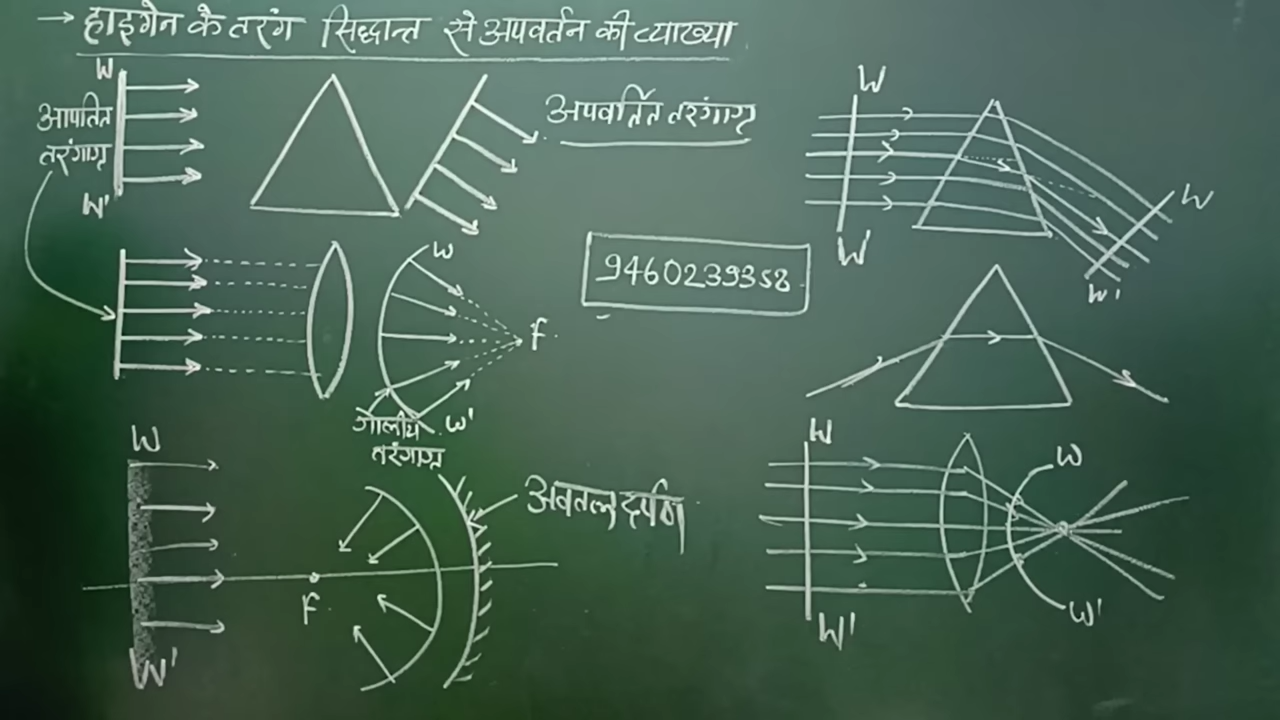 → हाइगेन के तरंग सिद्धान्त से अपवर्तन की व्याख्या
W
आपतित
तरंगाग्र
W'
अपवर्तित तरंगाग्र
W
W
W
W'
9460239358
W
F
W'
गोलीय
तरंगाग्र
W
F
W'
अवतल दर्पण
W
W'
W
W'